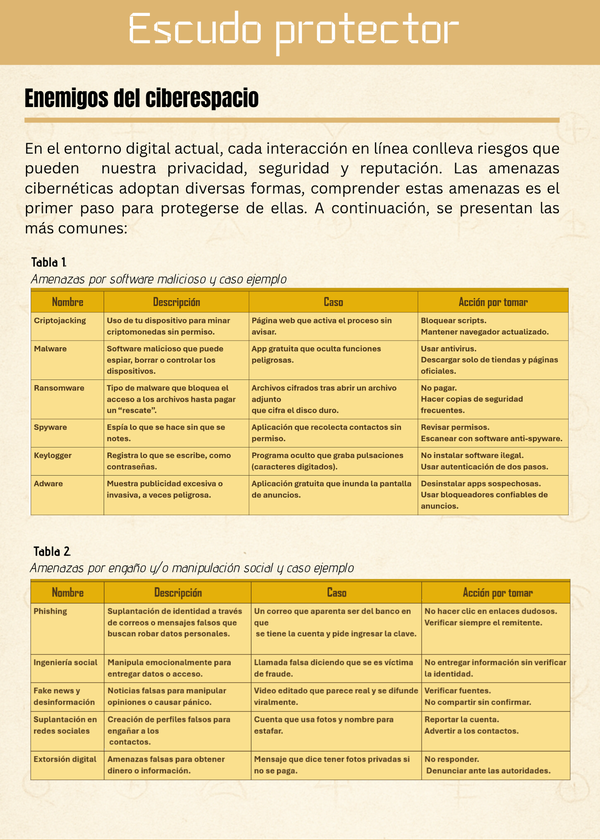 Escudo protector
Enemigos del ciberespacio
En el entorno digital actual, cada interacción en línea conlleva riesgos que
pueden nuestra privacidad, seguridad y reputación. Las amenazas
cibernéticas adoptan diversas formas, comprender estas amenazas es el
primer paso para protegerse de ellas. A continuación, se presentan las
más comunes:
Tabla 1.
Amenazas por software malicioso y caso ejemplo
Nombre Descripción Caso Acción por tomar
Criptojacking Uso de tu dispositivo para minar Página web que activa el proceso sin Bloquear scripts.
criptomonedas sin permiso. avisar. Mantener navegador actualizado.
Malware Software malicioso que puede App gratuita que oculta funciones Usar antivirus.
espiar, borrar o controlar los peligrosas. Descargar solo de tiendas y páginas
dispositivos. oficiales.
Ransomware Tipo de malware que bloquea el Archivos cifrados tras abrir un archivo No pagar.
acceso a los archivos hasta pagar adjunto Hacer copias de seguridad
un “rescate”. que cifra el disco duro. frecuentes.
Spyware Espía lo que se hace sin que se Aplicación que recolecta contactos sin Revisar permisos.
notes. permiso. Escanear con software anti-spyware.
Keylogger Registra lo que se escribe, como Programa oculto que graba pulsaciones No instalar software ilegal.
contraseñas. (caracteres digitados). Usar autenticación de dos pasos.
Adware Muestra publicidad excesiva o Aplicación gratuita que inunda la pantalla Desinstalar apps sospechosas.
invasiva, a veces peligrosa. de anuncios. Usar bloqueadores confiables de
anuncios.
Tabla 2.
Amenazas por engaño y/o manipulación social y caso ejemplo
Nombre Descripción Caso Acción por tomar
Phishing Suplantación de identidad a través Un correo que aparenta ser del banco en No hacer clic en enlaces dudosos.
de correos o mensajes falsos que que Verificar siempre el remitente.
buscan robar datos personales. se tiene la cuenta y pide ingresar la clave.
Ingeniería social Manipula emocionalmente para Llamada falsa diciendo que se es víctima No entregar información sin verificar
entregar datos o acceso. de fraude. la identidad.
Fake news y Noticias falsas para manipular Video editado que parece real y se difunde Verificar fuentes.
desinformación opiniones o causar pánico. viralmente. No compartir sin confirmar.
Suplantación en Creación de perfiles falsos para Cuenta que usa fotos y nombre para Reportar la cuenta.
redes sociales engañar a los estafar. Advertir a los contactos.
contactos.
Extorsión digital Amenazas falsas para obtener Mensaje que dice tener fotos privadas si No responder.
dinero o información. no se paga. Denunciar ante las autoridades.